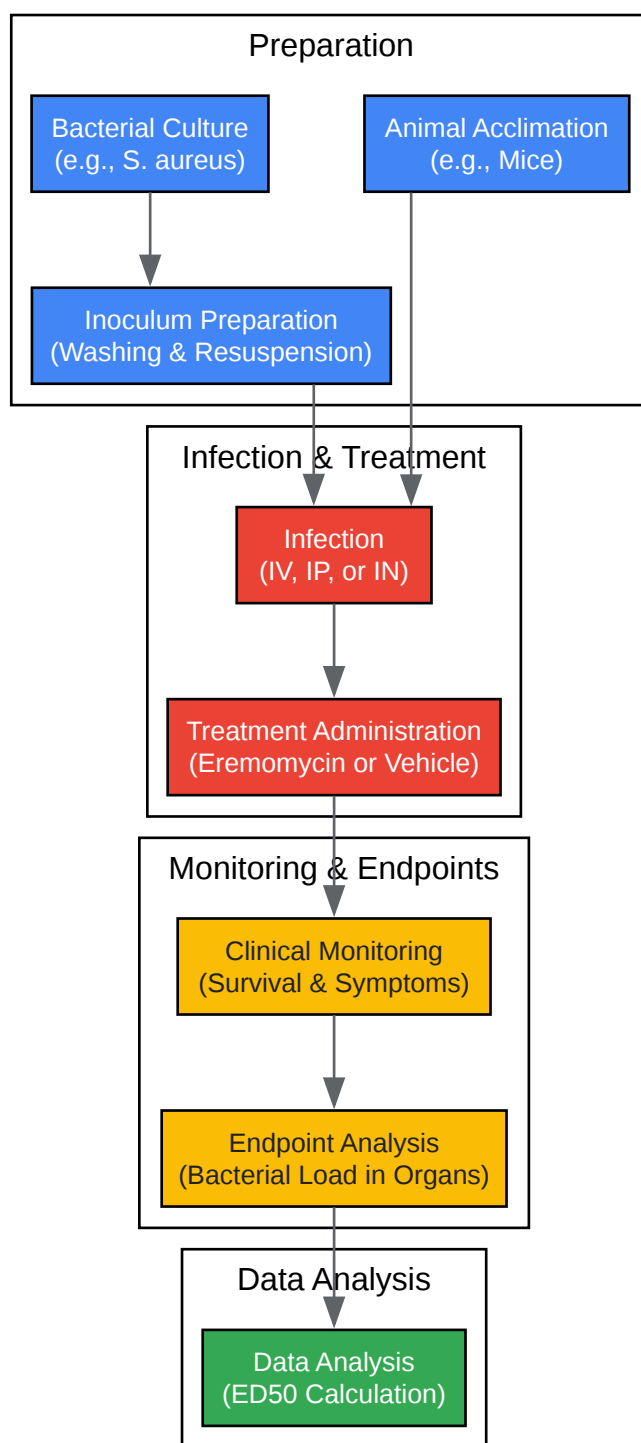 Preparation
Bacterial Culture
(e.g., S. aureus)
Animal Acclimation
(e.g., Mice)
Inoculum Preparation
(Washing & Resuspension)
Infection & Treatment
Infection
(IV, IP, or IN)
Treatment Administration
(Eremomycin or Vehicle)
Monitoring & Endpoints
Clinical Monitoring
(Survival & Symptoms)
Endpoint Analysis
(Bacterial Load in Organs)
Data Analysis
Data Analysis
(ED50 Calculation)